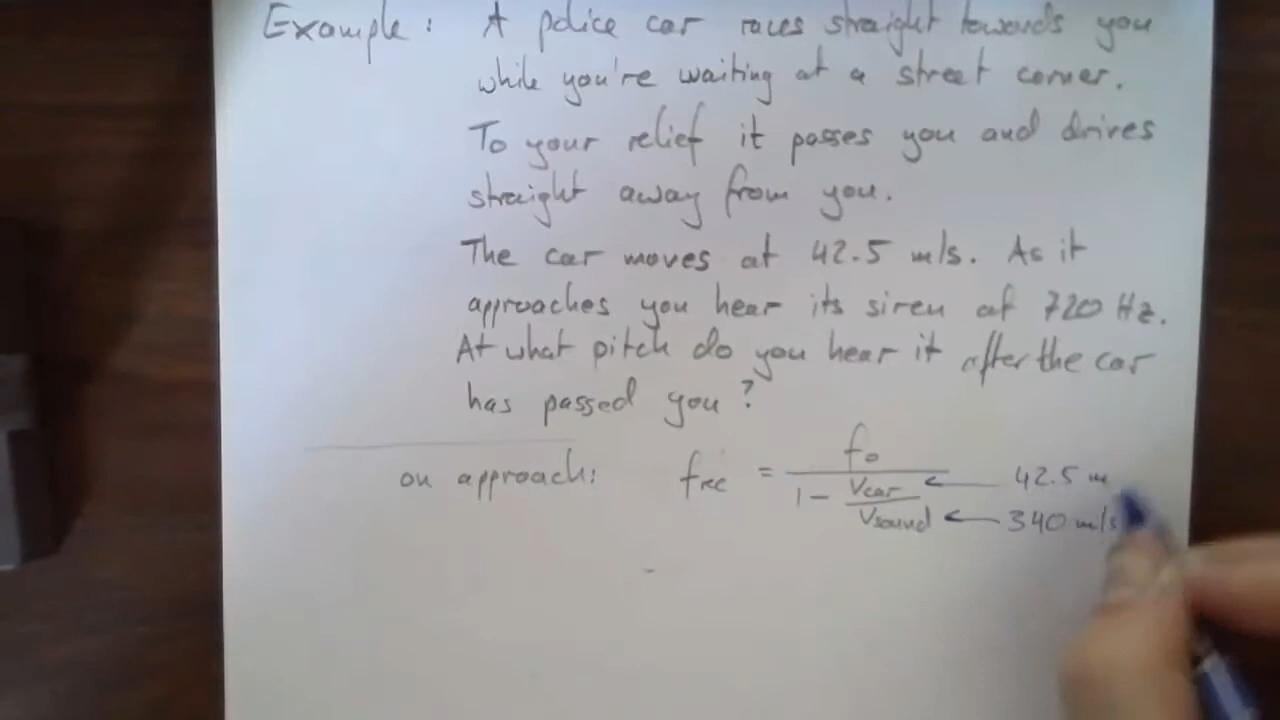 Example: A police car races straight towards you
while you're waiting at a street corner.
To your relief it passes you and drives
straight away from you.
The car moves at 42.5 m/s. As it
approaches you hear its siren at 720 Hz.
At what pitch do you hear it after the car
has passed you?
on approach: frec = fo / (1 - vcar / vsound)
42.5 m
340 m/s